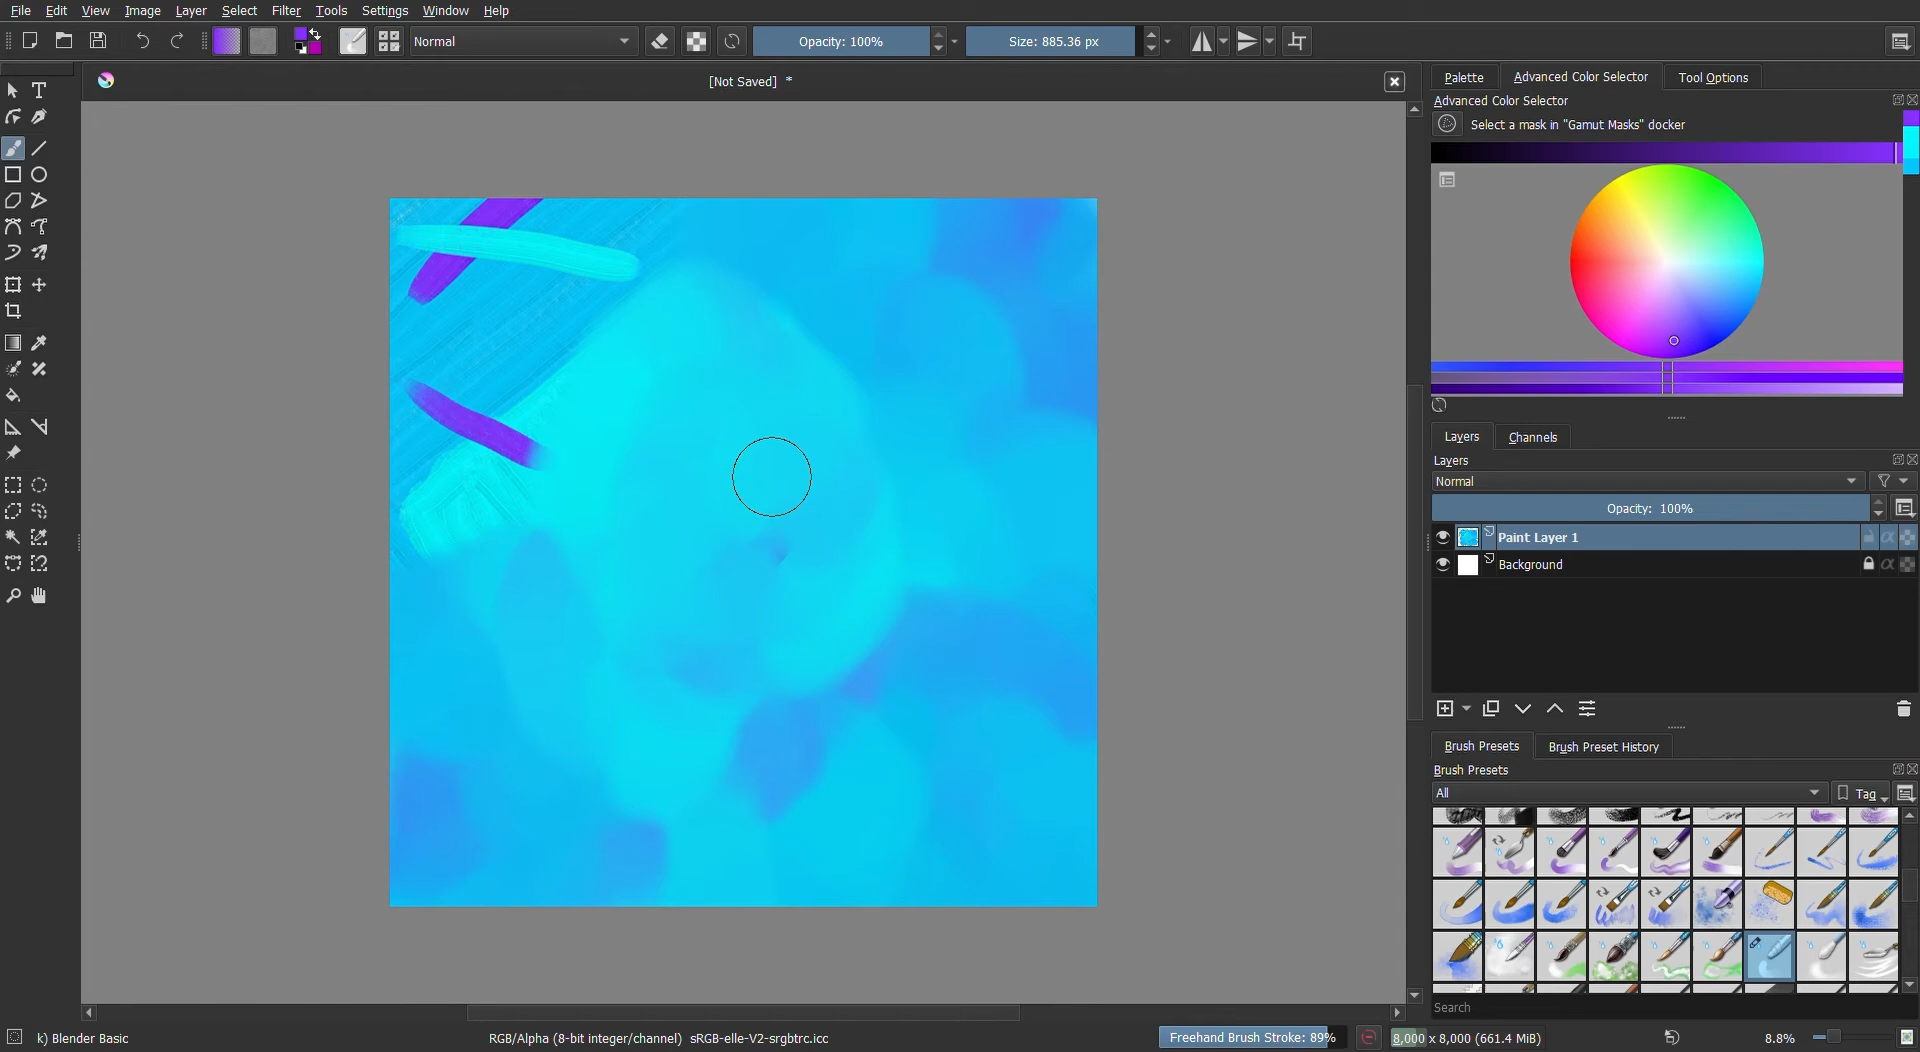 File Edit View Image Layer Select Filter Tools Settings Window Help
Normal Opacity: 100% Size: 885.36 px
[Not Saved] *
Palette Advanced Color Selector Tool Options
Advanced Color Selector
Select a mask in "Gamut Masks" docker
Layers Channels
Layers
Normal
Opacity: 100%
Paint Layer 1
Background
Brush Presets Brush Preset History
Brush Presets
All Tag
Search
k) Blender Basic RGB/Alpha (8-bit integer/channel) sRGB-elle-V2-srgbtrc.icc Freehand Brush Stroke: 89% 8,000 x 8,000 (661.4 MiB) 8.8%